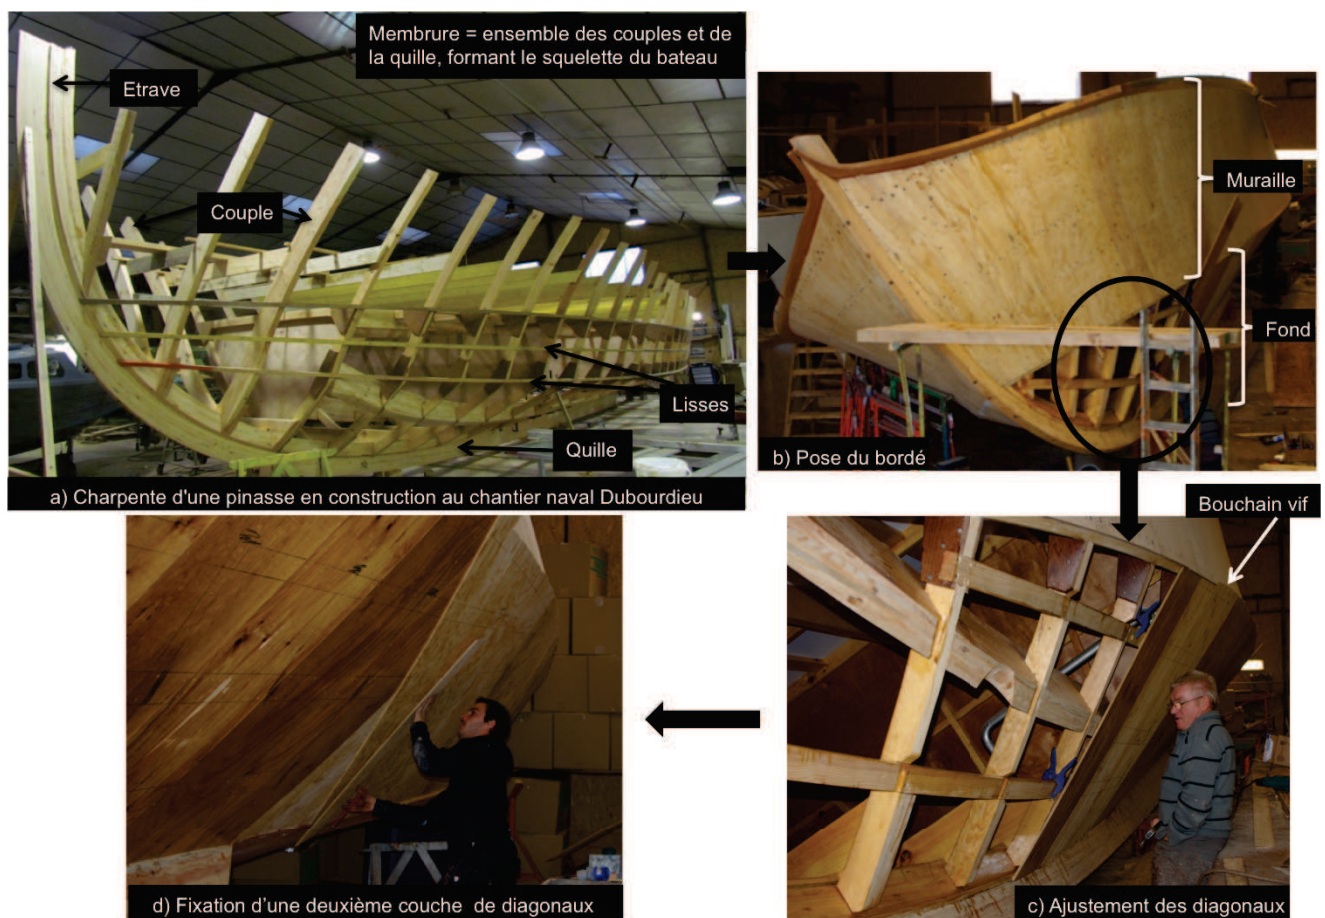 Membrure = ensemble des couples et de
la quille, formant le squelette du bateau
Etrave
Couple
Lisses
Quille
a) Charpente d'une pinasse en construction au chantier naval Dubourdieu
Muraille
Fond
b) Pose du bordé
Bouchain vif
c) Ajustement des diagonaux
d) Fixation d'une deuxième couche de diagonaux